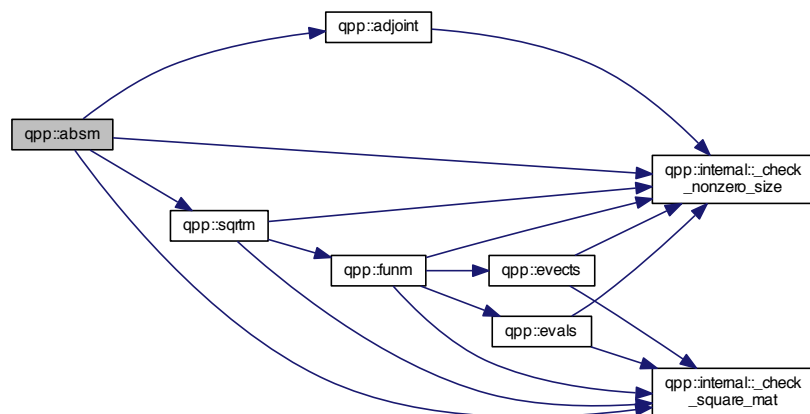 qpp::adjoint
qpp::absm
qpp::internal::_check
_nonzero_size
qpp::sqrtm
qpp::funm
qpp::evects
qpp::evals
qpp::internal::_check
_square_mat